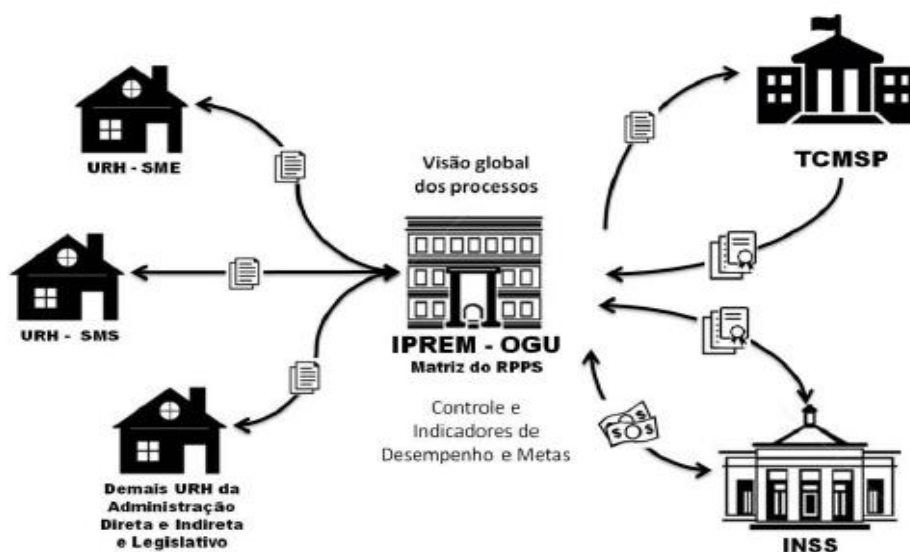 URH - SME
URH - SMS
Demais URH da
Administração
Direta e Indireta
e Legislativo
Visão global
dos processos
IPREM - OGU
Matriz do RPPS
Controle e
Indicadores de
Desempenho e Metas
TCMSP
$ $
INSS